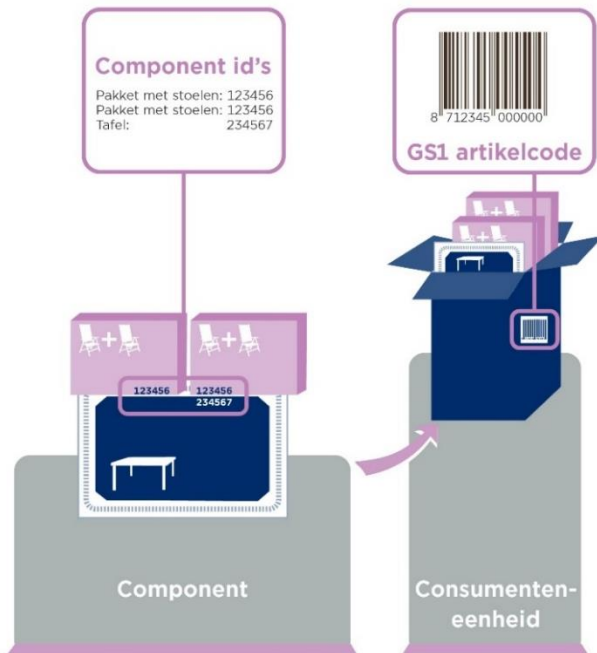 Component id's
Pakket met stoelen: 123456
Pakket met stoelen: 123456
Tafel: 234567
8 712345 000000
GS1 artikelcode
+
+
+
+
123456 123456
234567
Component
Consumenten-
eenheid